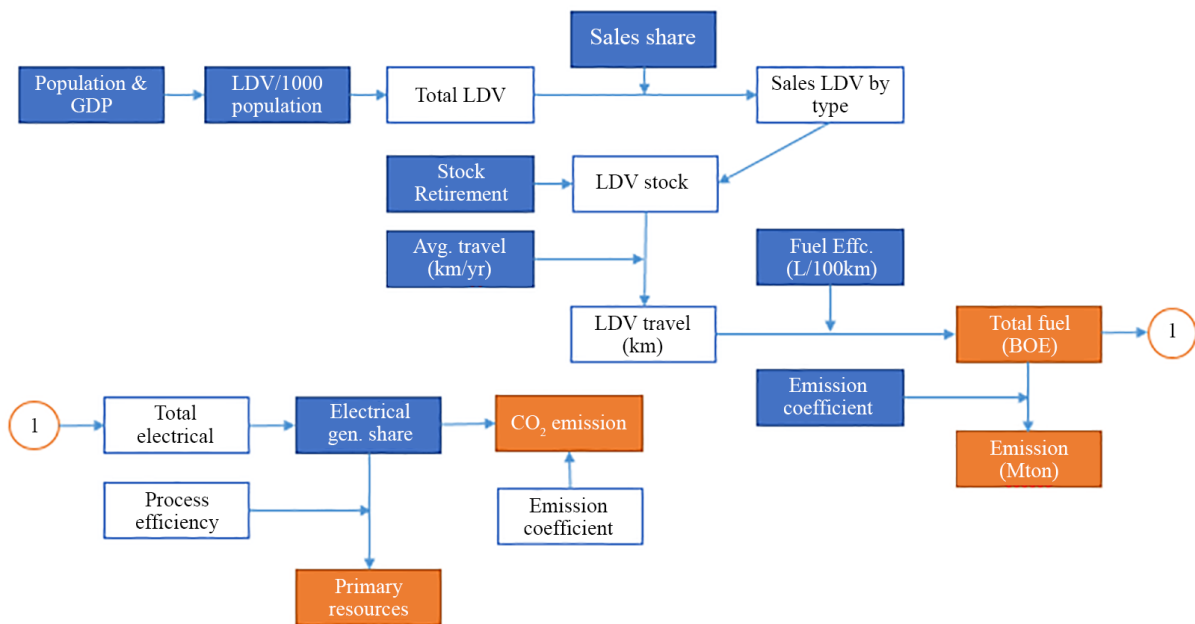 Sales share
Population &
GDP
LDV/1000
population
Total LDV
Sales LDV by
type
Stock
Retirement
LDV stock
Avg. travel
(km/yr)
Fuel Effc.
(L/100km)
LDV travel
(km)
Total fuel
(BOE)
1
Emission
coefficient
Emission
(Mton)
1
Total
electrical
Electrical
gen. share
CO₂ emission
Process
efficiency
Emission
coefficient
Primary
resources